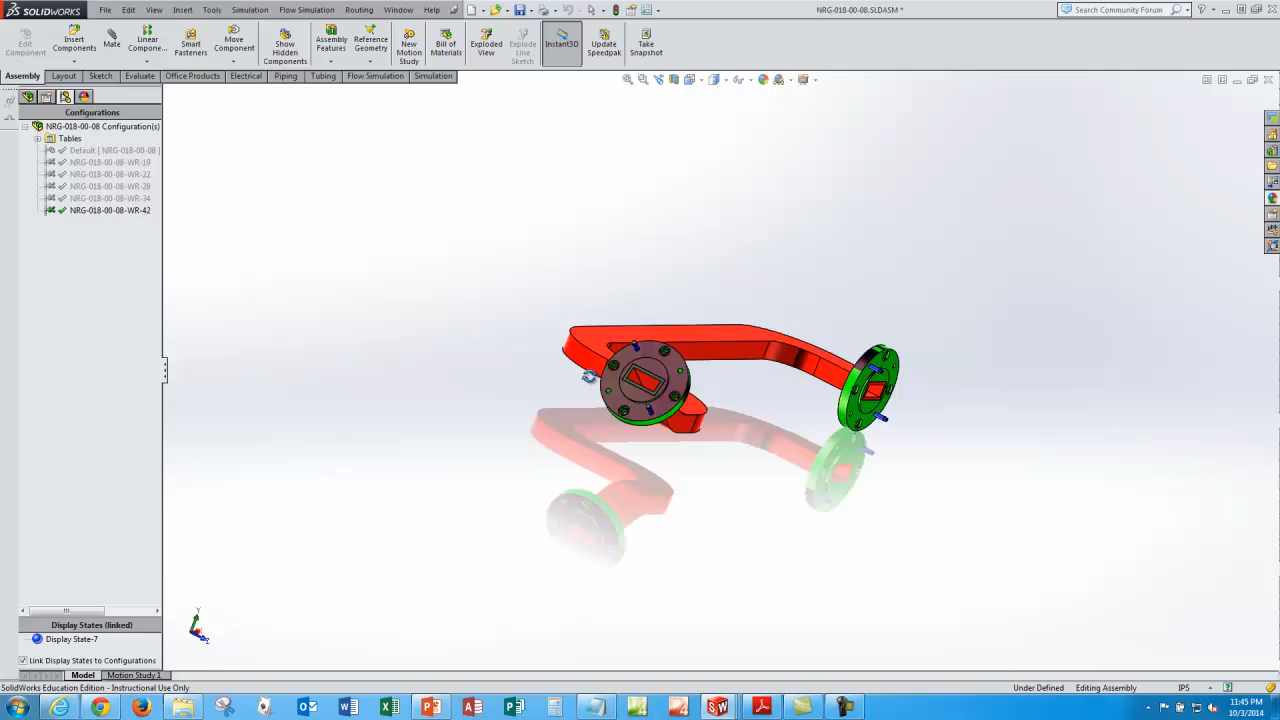 SOLIDWORKS File Edit View Insert Tools Simulation Flow Simulation Routing Window Help NRG-018-00-08.SLDASM * Search Community Forum
Edit Component
Insert Components
Mate
Linear Compone...
Smart Fasteners
Move Component
Show Hidden Components
Assembly Features
Reference Geometry
New Motion Study
Bill of Materials
Exploded View
Explode Line Sketch
Instant3D
Update Speedpak
Take Snapshot
Assembly Layout Sketch Evaluate Office Products Electrical Piping Tubing Flow Simulation Simulation
Configurations
NRG-018-00-08 Configuration(s)
Tables
Default [ NRG-018-00-08 ]
NRG-018-00-08-WR-19
NRG-018-00-08-WR-22
NRG-018-00-08-WR-28
NRG-018-00-08-WR-34
NRG-018-00-08-WR-42
Y
Z
Display States (linked)
Display State-7
Link Display States to Configurations
Model Motion Study 1
SolidWorks Education Edition - Instructional Use Only Under Defined Editing Assembly IPS
11:45 PM
10/3/2014